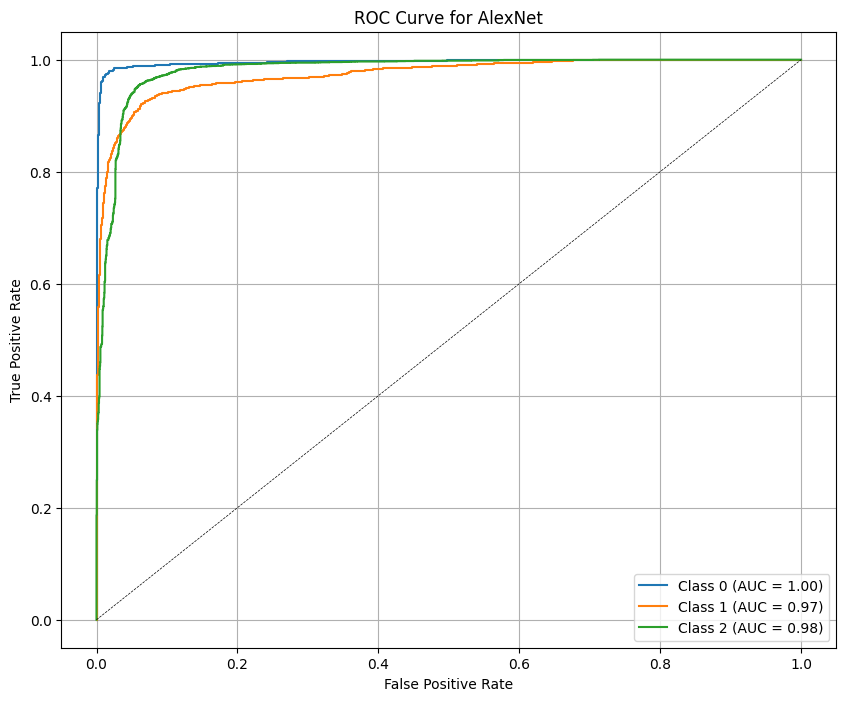 ROC Curve for AlexNet
True Positive Rate
1.0
0.8
0.6
0.4
0.2
0.0
0.0 0.2 0.4 0.6 0.8 1.0
False Positive Rate
Class 0 (AUC = 1.00)
Class 1 (AUC = 0.97)
Class 2 (AUC = 0.98)